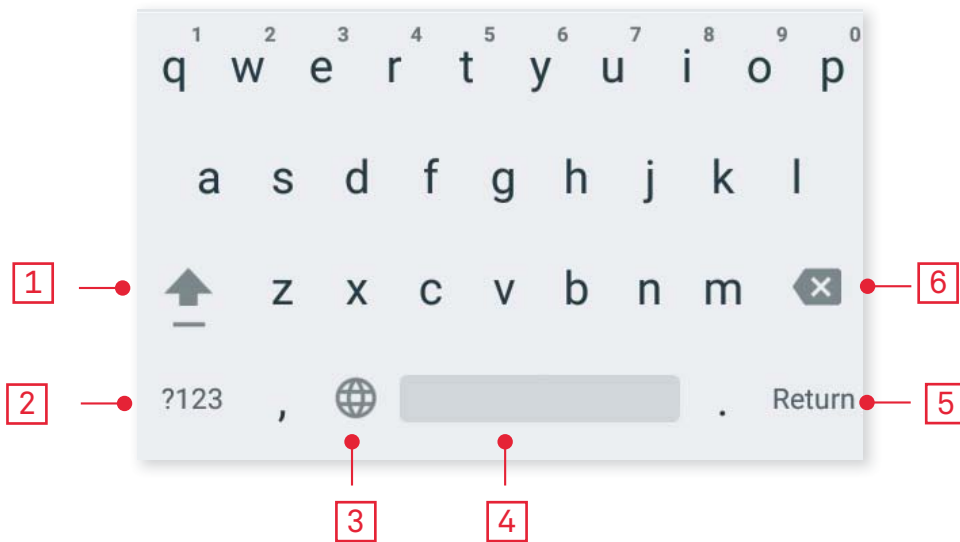 1 2 3 4 5 6 7 8 9 0
q w e r t y u i o p
a s d f g h j k l
1 z x c v b n m 6
2 ?123 , . Return 5
3 4